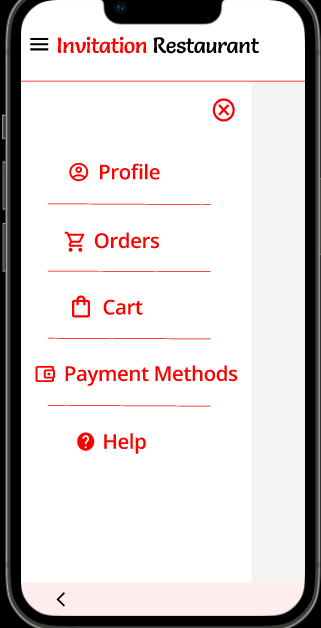 Invitation Restaurant
Profile
Orders
Cart
Payment Methods
Help